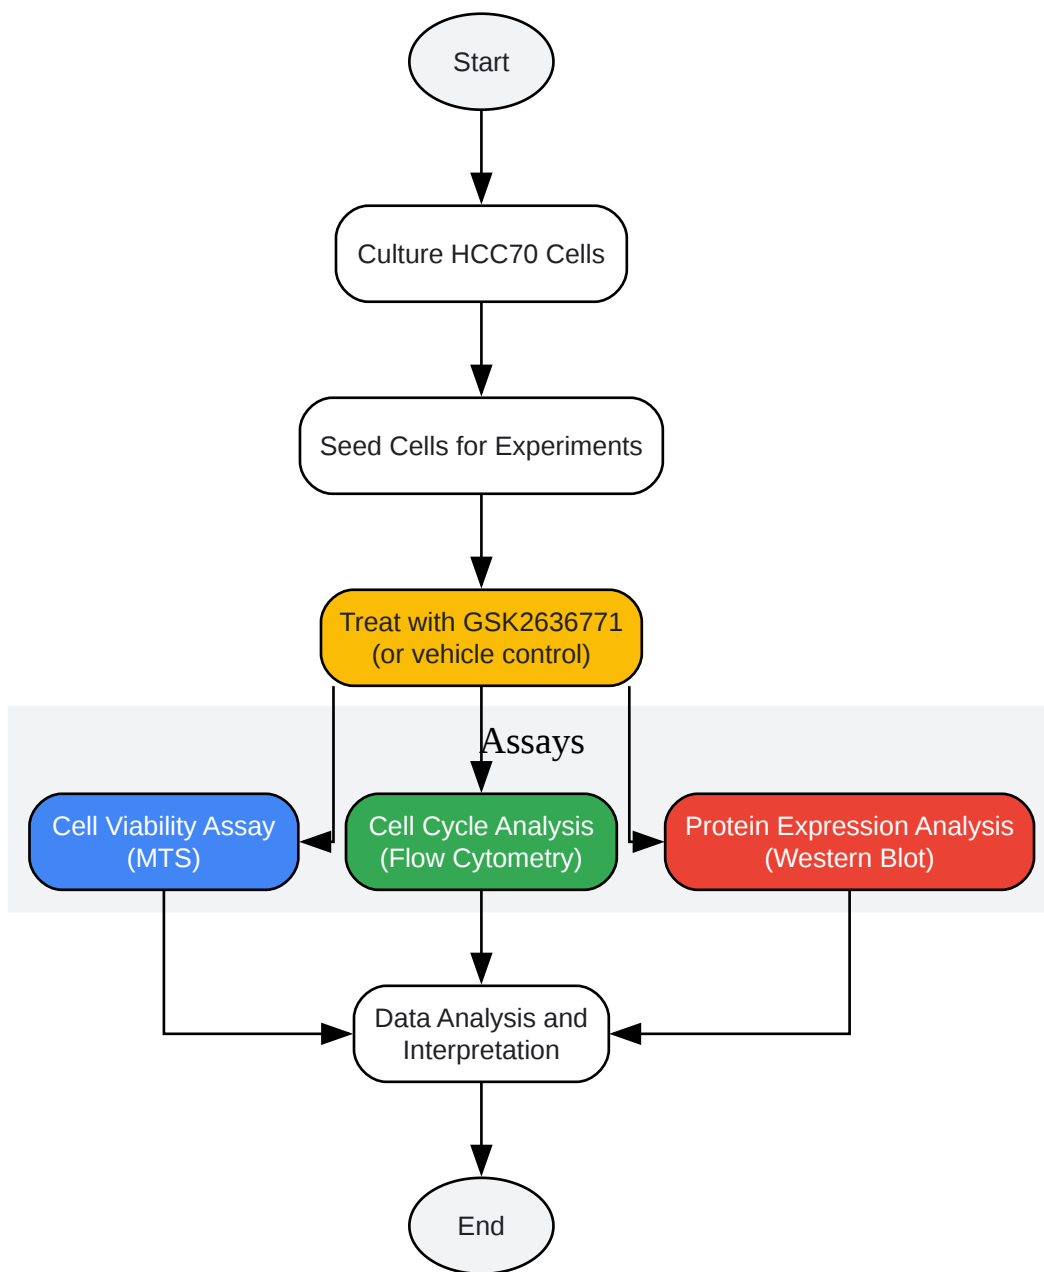 Start
Culture HCC70 Cells
Seed Cells for Experiments
Treat with GSK2636771
(or vehicle control)
Assays
Cell Viability Assay
(MTS)
Cell Cycle Analysis
(Flow Cytometry)
Protein Expression Analysis
(Western Blot)
Data Analysis and
Interpretation
End